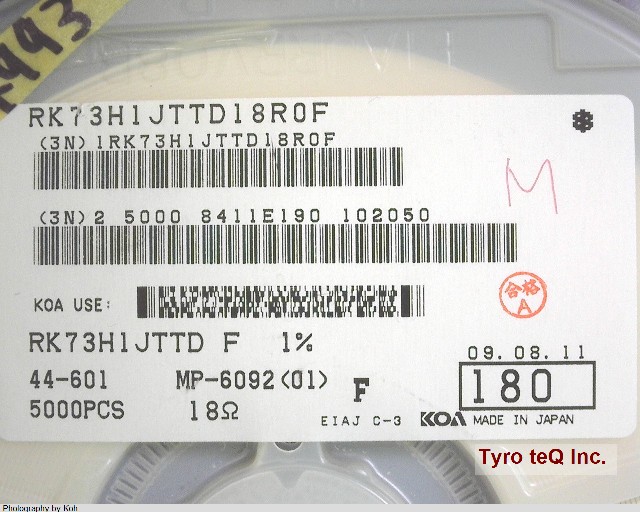 RK73H1JTTD18R0F
(3N)1RK73H1JTTD18R0F
M
(3N)2 5000 8411E190 102050
KOA USE:
合格
A
RK73H1JTTD F 1%
09.08.11
44-601 MP-6092(01) F
180
5000PCS 18Ω
EIAJ C-3 KOA MADE IN JAPAN
Tyro teQ Inc.
Photography by Koh